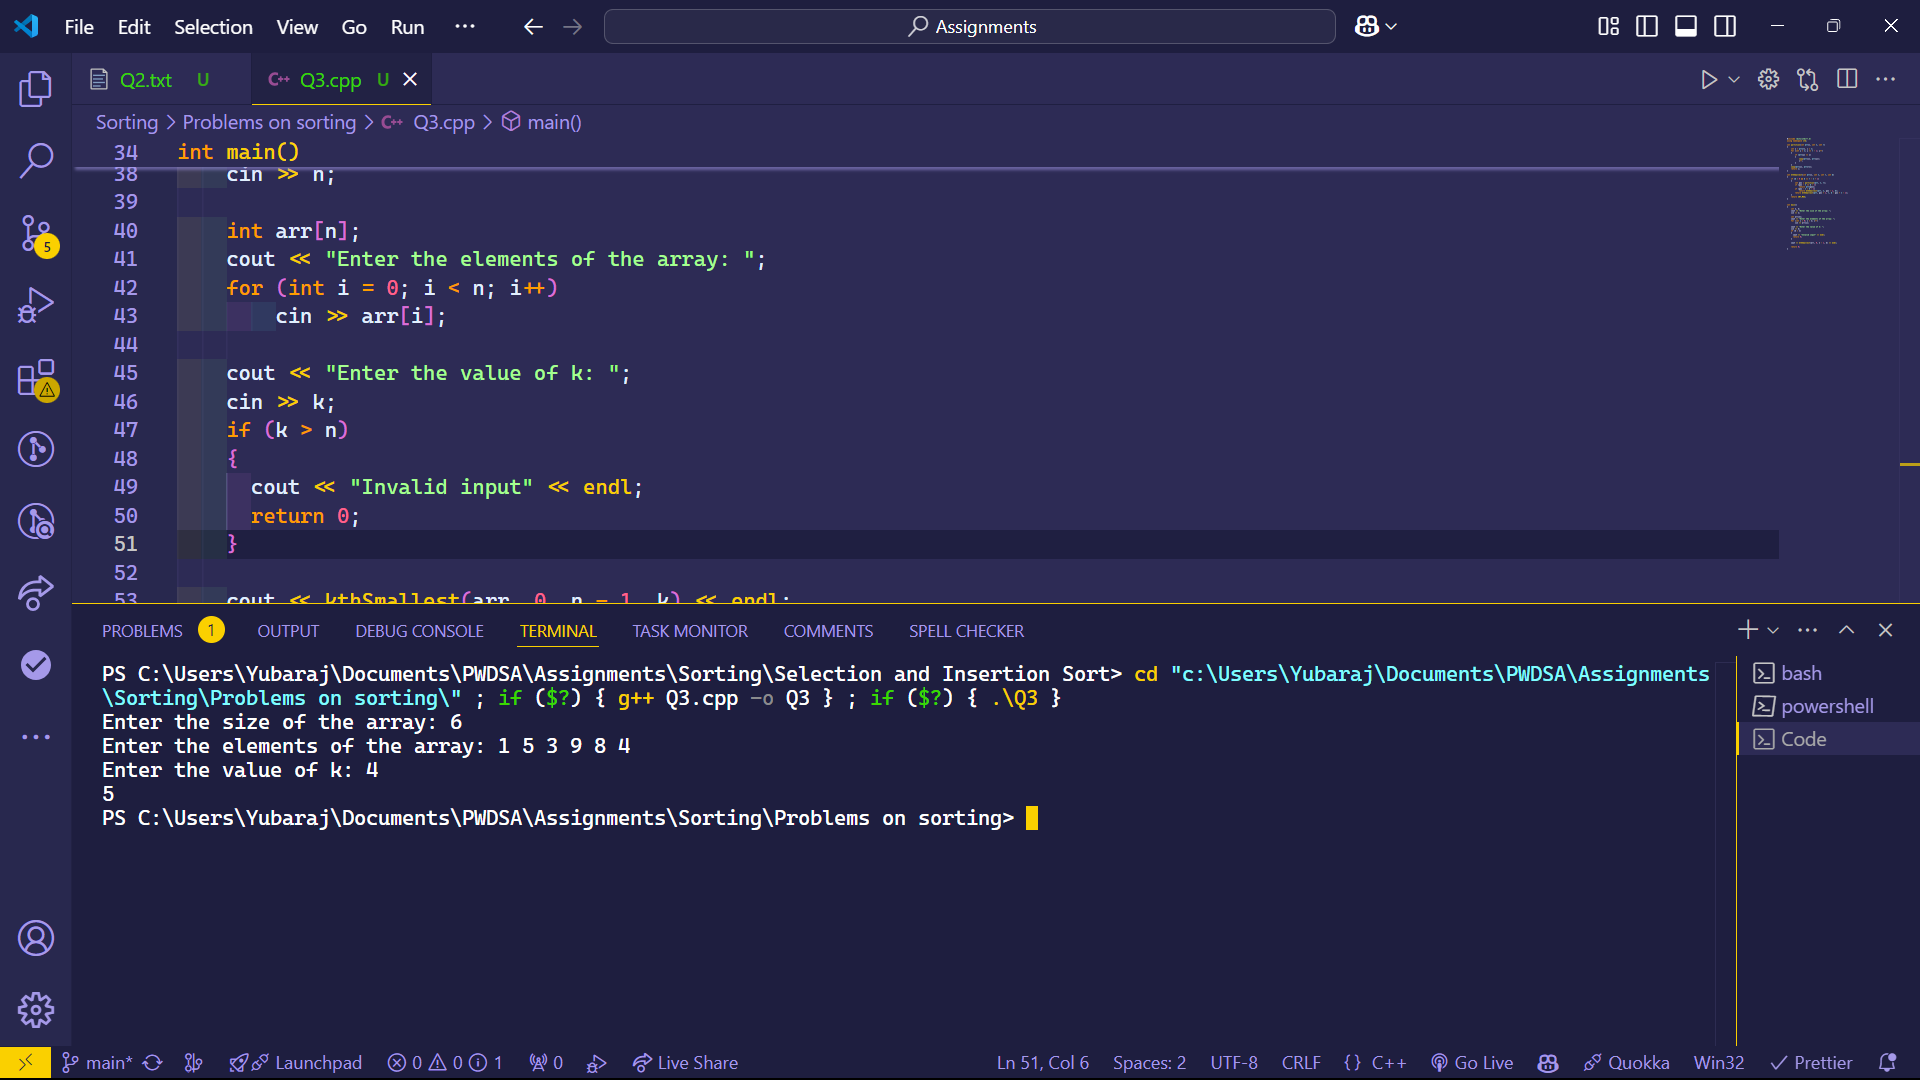 File Edit Selection View Go Run ··· Assignments
Q2.txt U C++ Q3.cpp U
Sorting > Problems on sorting > C++ Q3.cpp > main()
34 int main()
38 cin >> n;
39
40 int arr[n];
41 cout << "Enter the elements of the array: ";
42 for (int i = 0; i < n; i++)
43 cin >> arr[i];
44
45 cout << "Enter the value of k: ";
46 cin >> k;
47 if (k > n)
48 {
49 cout << "Invalid input" << endl;
50 return 0;
51 }
52
53 cout << kthSmallest(arr, 0, n - 1, k) << endl;
PROBLEMS 1 OUTPUT DEBUG CONSOLE TERMINAL TASK MONITOR COMMENTS SPELL CHECKER
PS C:\Users\Yubaraj\Documents\PWDSA\Assignments\Sorting\Selection and Insertion Sort> cd "c:\Users\Yubaraj\Documents\PWDSA\Assignments
\Sorting\Problems on sorting\" ; if ($?) { g++ Q3.cpp -o Q3 } ; if ($?) { .\Q3 }
Enter the size of the array: 6
Enter the elements of the array: 1 5 3 9 8 4
Enter the value of k: 4
5
PS C:\Users\Yubaraj\Documents\PWDSA\Assignments\Sorting\Problems on sorting>
bash
powershell
Code
5
main* Launchpad 0 0 1 0 Live Share Ln 51, Col 6 Spaces: 2 UTF-8 CRLF {} C++ Go Live Quokka Win32 Prettier